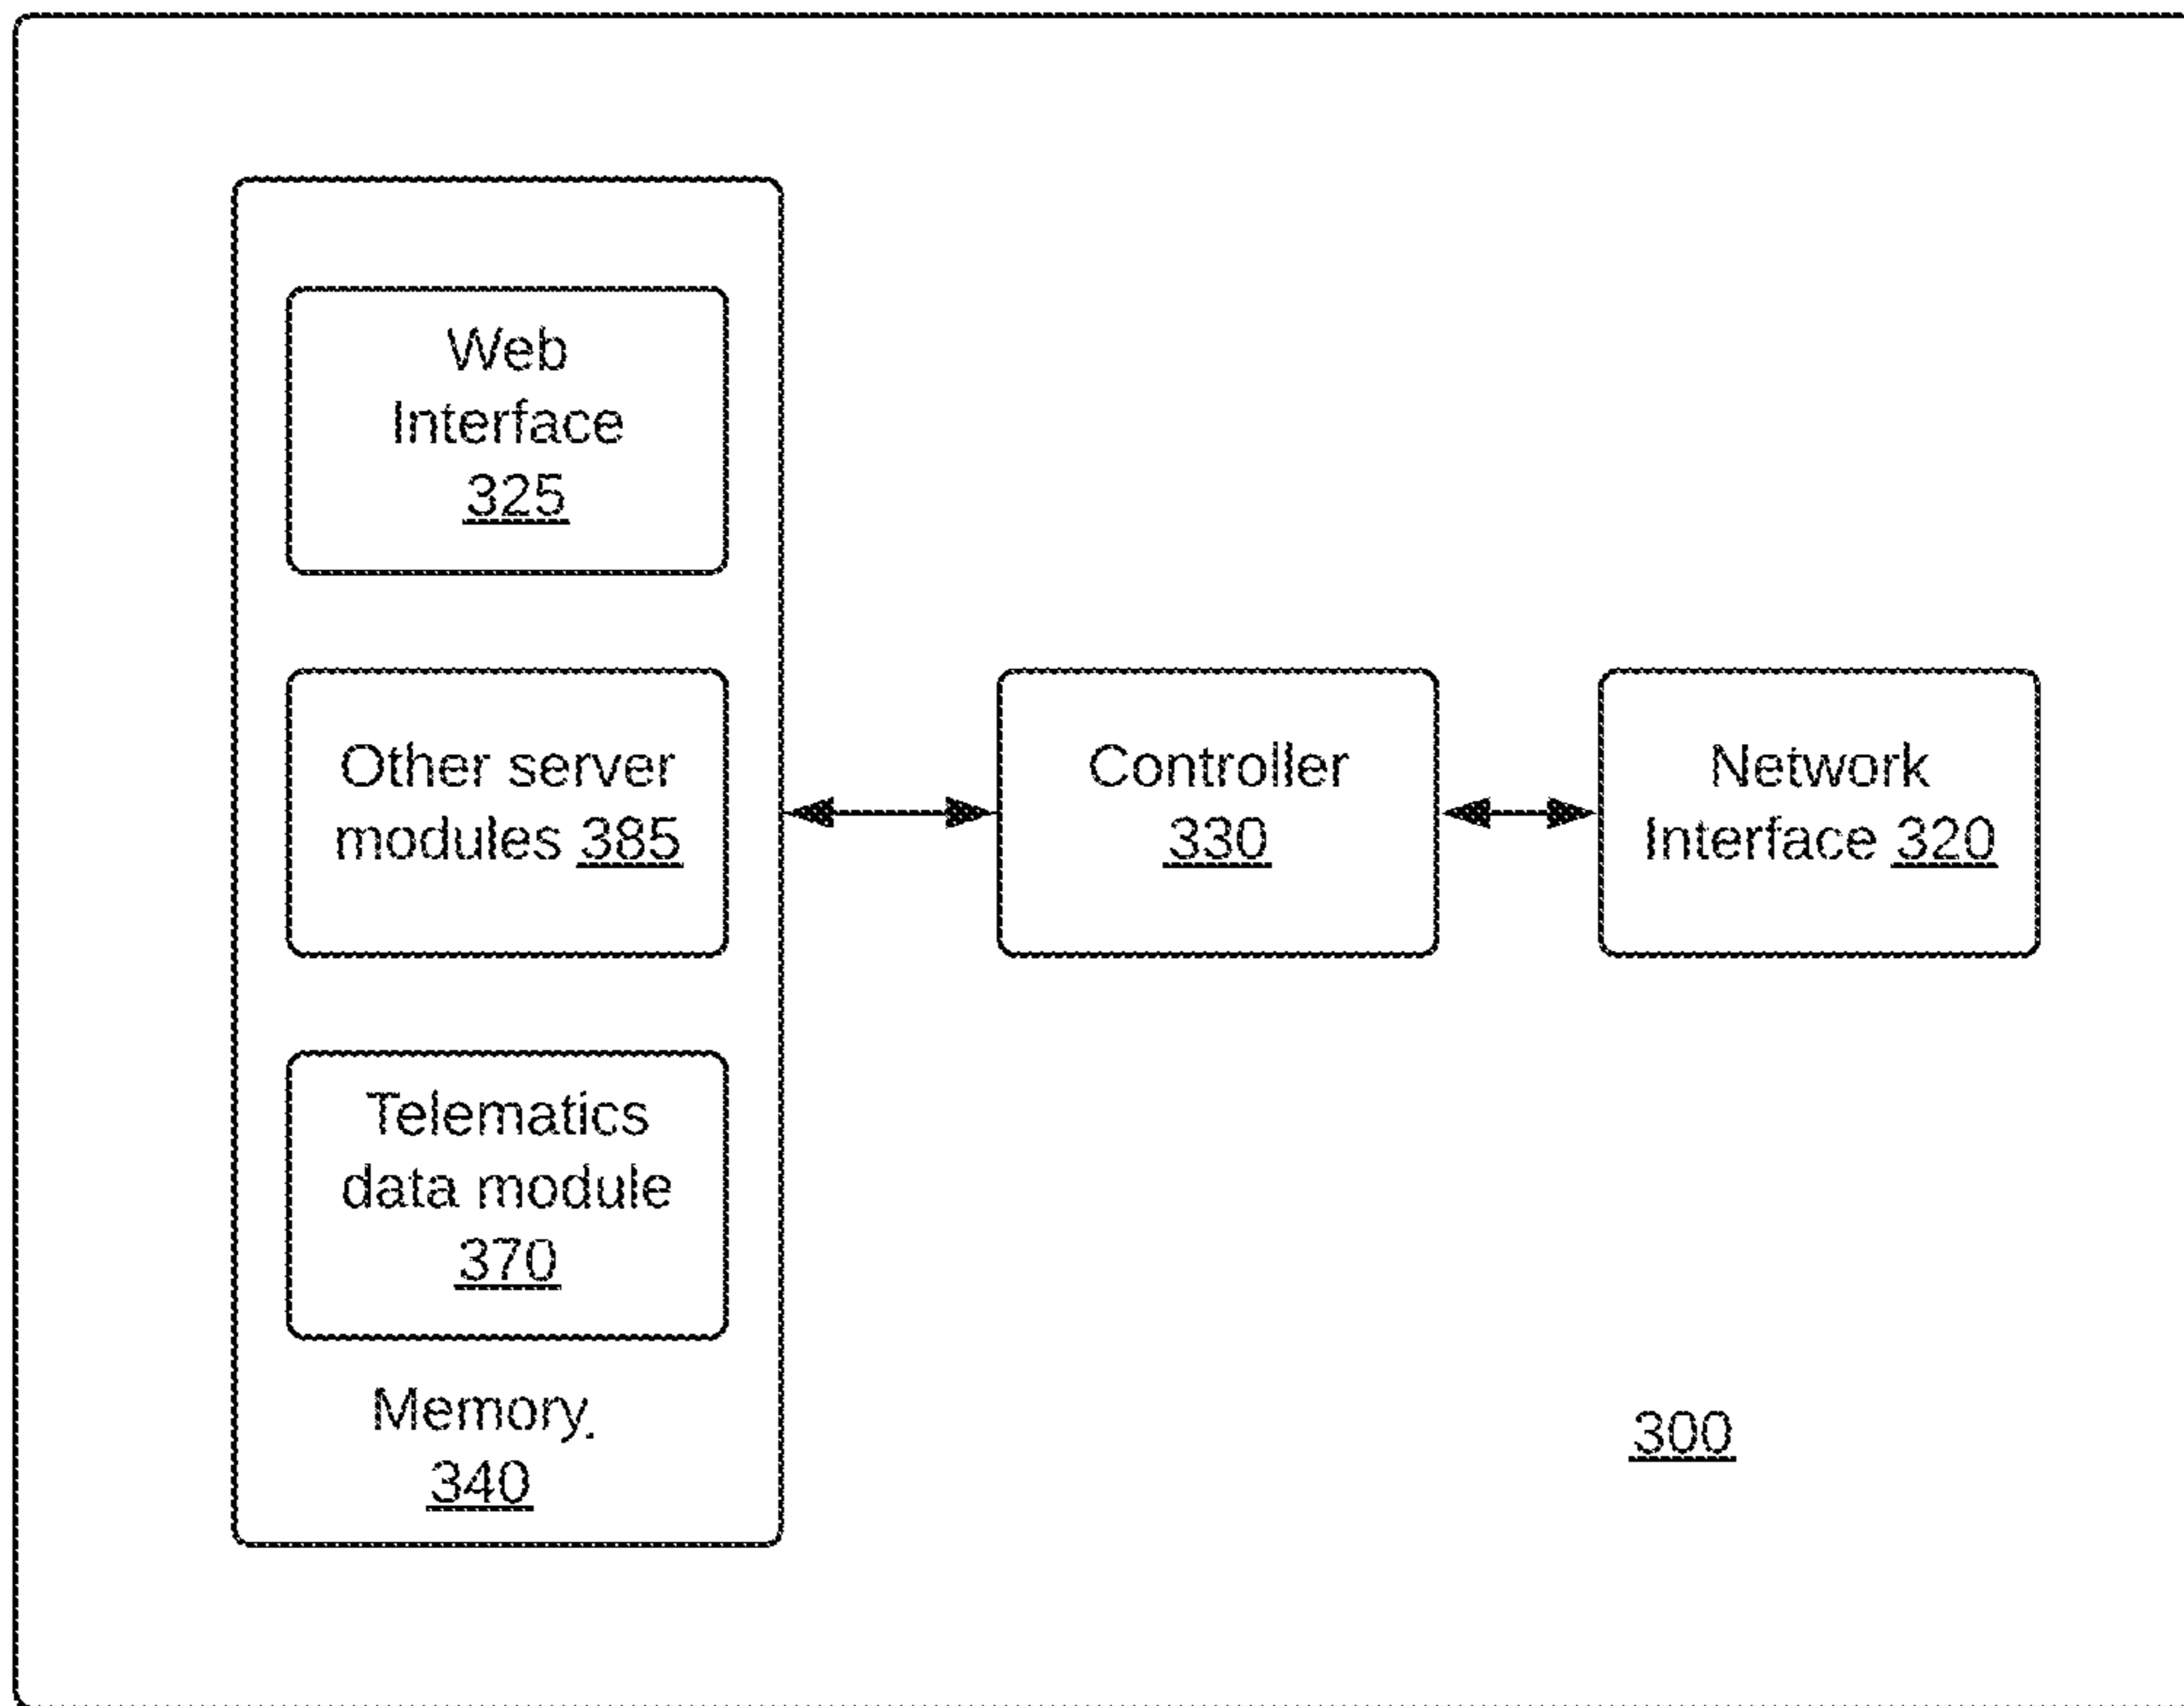 Web
Interface
325
Other server
modules 385
Telematics
data module
370
Memory
340
Controller
330
Network
Interface 320
300